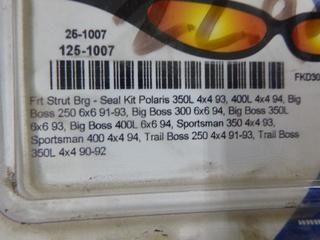 25-1007
125-1007
FKD30
Frt Strut Brg - Seal Kit Polaris 350L 4x4 93, 400L 4x4 94, Big
Boss 250 6x6 91-93, Big Boss 300 6x6 94, Big Boss 350L
6x6 93, Big Boss 400L 6x6 94, Sportsman 350 4x4 93,
Sportsman 400 4x4 94, Trail Boss 250 4x4 91-93, Trail Boss
350L 4x4 90-92